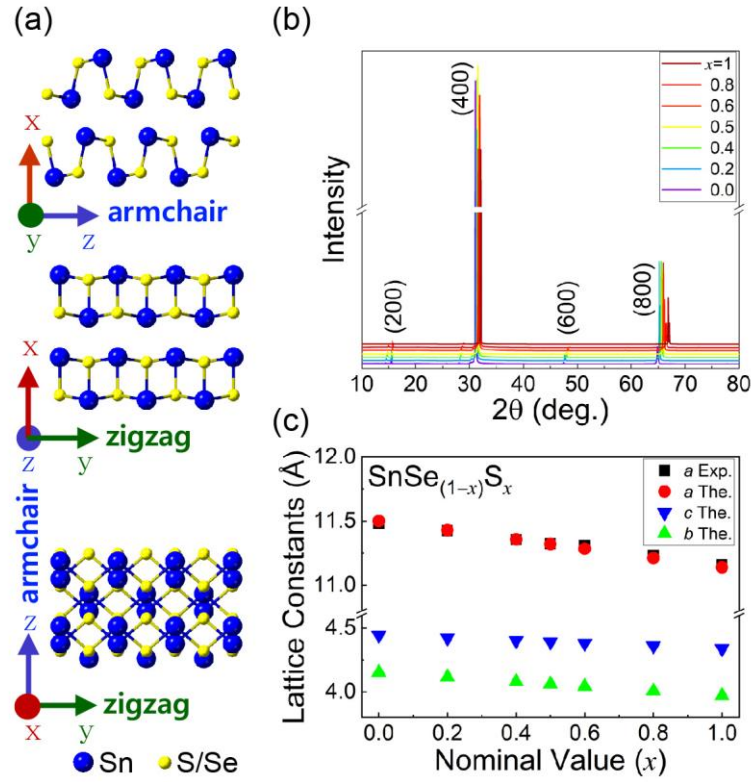 (a)
x
y
z
armchair
x
z
y
zigzag
armchair
z
x
y
zigzag
Sn
S/Se
(b)
Intensity
(200)
(400)
(600)
(800)
x=1
0.8
0.6
0.5
0.4
0.2
0.0
10 20 30 40 50 60 70 80
2θ (deg.)
(c)
Lattice Constants (Å)
12.0
11.5
11.0
4.5
4.0
SnSe(1−x)Sx
a Exp.
a The.
c The.
b The.
0.0 0.2 0.4 0.6 0.8 1.0
Nominal Value (x)